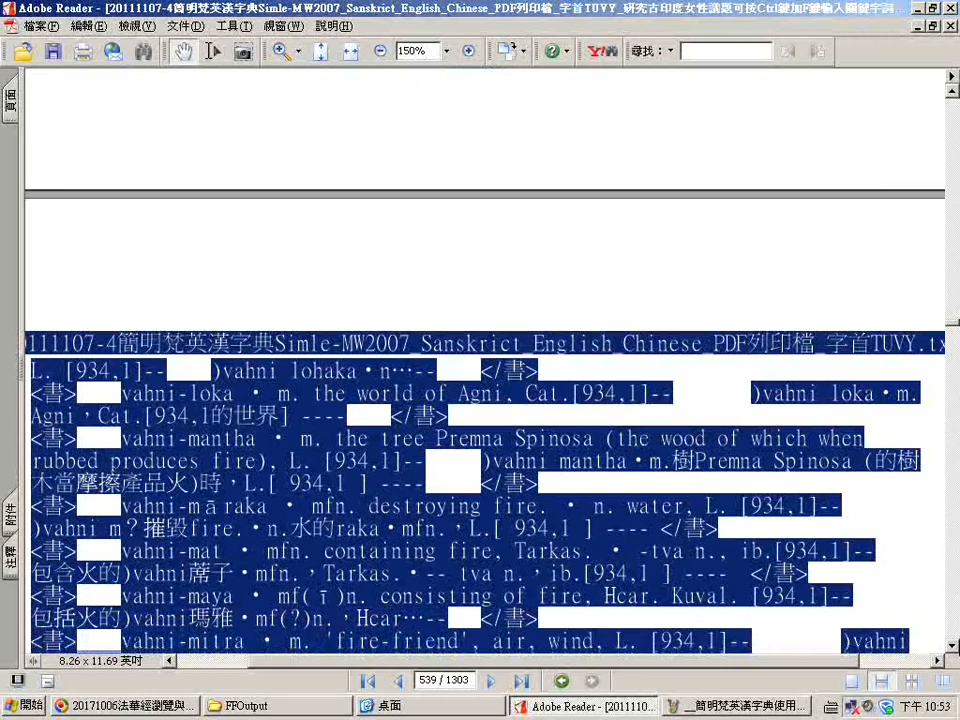 Adobe Reader - [20111107-4簡明梵英漢字典Simle-MW2007_Sanskrict_English_Chinese_PDF列印檔_字首TUVY_研究古印度女性議題可按Ctrl鍵加F鍵輸入關鍵字詞
檔案(F) 編輯(E) 檢視(V) 文件(D) 工具(T) 視窗(W) 說明(H)
150% 尋找:
頁面
111107-4簡明梵英漢字典Simle-MW2007_Sanskrict_English_Chinese_PDF列印檔_字首TUVY.tx
L. [934,1]-- )vahni lohaka‧n…-- </書>
<書> vahni-loka ‧ m. the world of Agni, Cat.[934,1]-- )vahni loka‧m.
Agni，Cat.[934,1的世界] ---- </書>
<書> vahni-mantha ‧ m. the tree Premna Spinosa (the wood of which when
rubbed produces fire), L. [934,1]-- )vahni mantha‧m.樹Premna Spinosa (的樹
木當摩擦產品火)時，L.[ 934,1 ] ---- </書>
<書> vahni-māraka ‧ mfn. destroying fire. ‧ n. water, L. [934,1]--
)vahni m？摧毀fire.‧n.水的raka‧mfn.，L.[ 934,1 ] ---- </書>
<書> vahni-mat ‧ mfn. containing fire, Tarkas. ‧ -tva n., ib.[934,1]--
包含火的)vahni蓆子‧mfn.，Tarkas.‧-- tva n.，ib.[934,1 ] ---- </書>
<書> vahni-maya ‧ mf(ī)n. consisting of fire, Hcar. Kuval. [934,1]--
包括火的)vahni瑪雅‧mf(?)n.，Hcar…-- </書>
<書> vahni-mitra ‧ m. 'fire-friend', air, wind, L. [934,1]-- )vahni
附件
注釋
8.26 x 11.69 英吋
539 / 1303
開始 20171006法華經瀏覽與... FFOutput 桌面 Adobe Reader - [201110... __簡明梵英漢字典使用... 下午 10:53